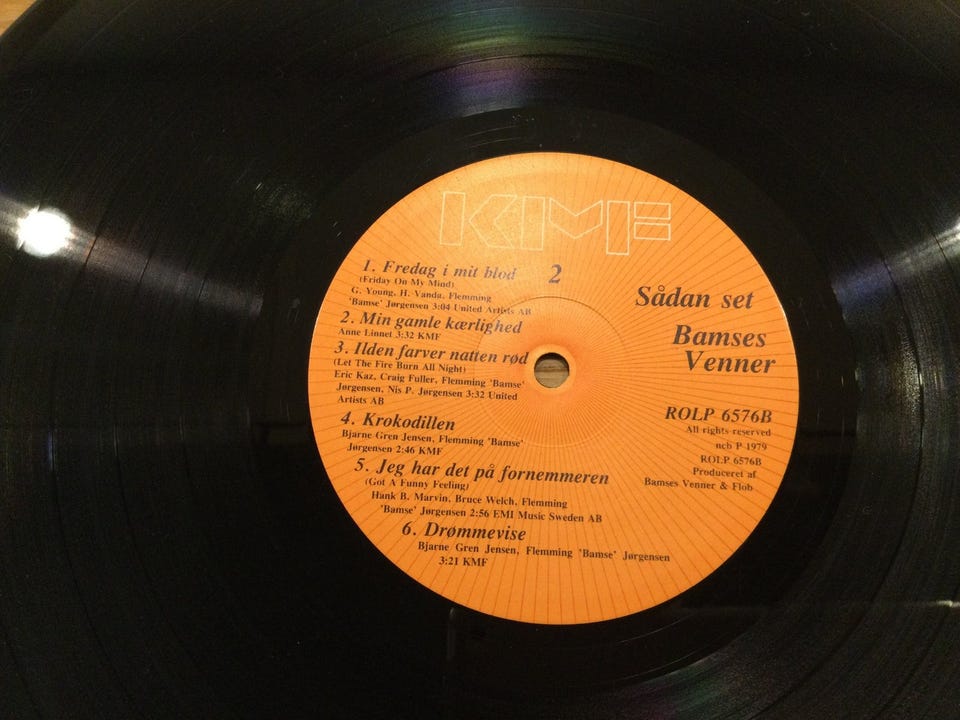 KMF
2
1. Fredag i mit blod
(Friday On My Mind)
G. Young, H. Vanda, Flemming
'Bamse' Jørgensen 3:04 United Artists AB
2. Min gamle kærlighed
Anne Linnet 3:32 KMF
3. Ilden farver natten rød
(Let The Fire Burn All Night)
Eric Kaz, Craig Fuller, Flemming 'Bamse'
Jørgensen, Nis P. Jørgensen 3:32 United
Artists AB
4. Krokodillen
Bjarne Gren Jensen, Flemming 'Bamse'
Jørgensen 2:46 KMF
5. Jeg har det på fornemmeren
(Got A Funny Feeling)
Hank B. Marvin, Bruce Welch, Flemming
'Bamse' Jørgensen 2:56 EMI Music Sweden AB
6. Drømmevise
Bjarne Gren Jensen, Flemming 'Bamse' Jørgensen
3:21 KMF
Sådan set
Bamses
Venner
ROLP 6576B
All rights reserved
ncb P 1979
ROLP 6576B
Produceret af
Bamses Venner & Flob